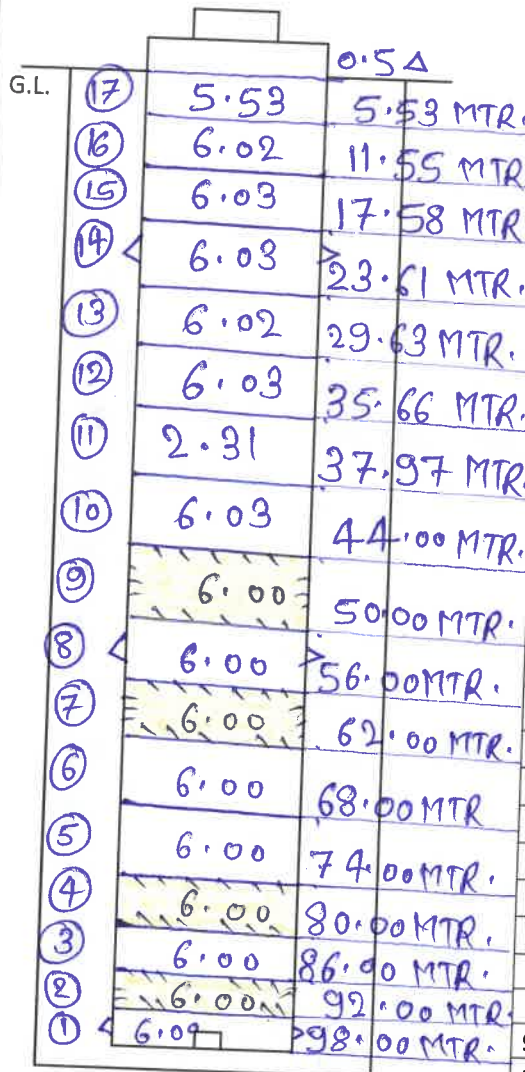 0.5 Δ
G.L.
17 5.53 5.53 MTR.
16 6.02 11.55 MTR
15 6.03 17.58 MTR
14 6.03 23.61 MTR.
13 6.02 29.63 MTR.
12 6.03 35.66 MTR.
11 2.31 37.97 MTR.
10 6.03 44.00 MTR.
9 6.00 50.00 MTR.
8 6.00 56.00 MTR.
7 6.00 62.00 MTR.
6 6.00 68.00 MTR
5 6.00 74.00 MTR.
4 6.00 80.00 MTR.
3 6.00 86.00 MTR.
2 6.00 92.00 MTR.
1 6.00 98.00 MTR.